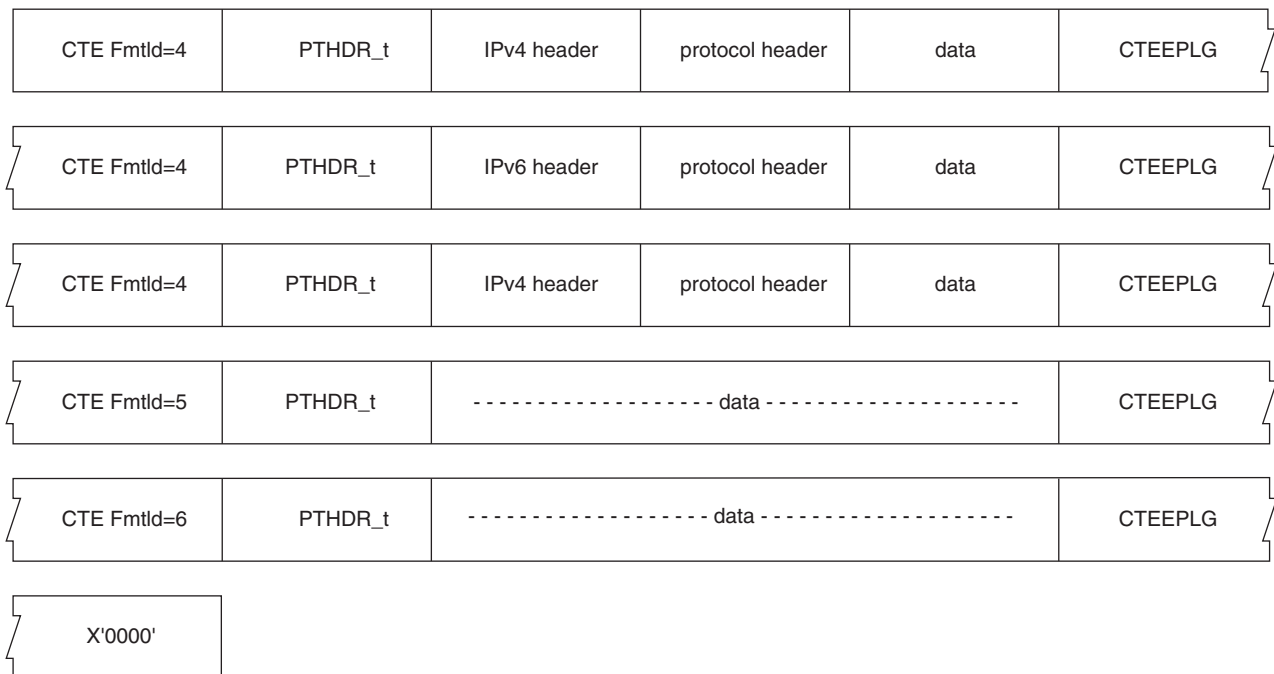 CTE FmtId=4 PTHDR_t IPv4 header protocol header data CTEEPLG
CTE FmtId=4 PTHDR_t IPv6 header protocol header data CTEEPLG
CTE FmtId=4 PTHDR_t IPv4 header protocol header data CTEEPLG
CTE FmtId=5 PTHDR_t - - - - - - - - - - - - - - - - - - - data - - - - - - - - - - - - - - - - - - - - CTEEPLG
CTE FmtId=6 PTHDR_t - - - - - - - - - - - - - - - - - - - data - - - - - - - - - - - - - - - - - - - - CTEEPLG
X'0000'